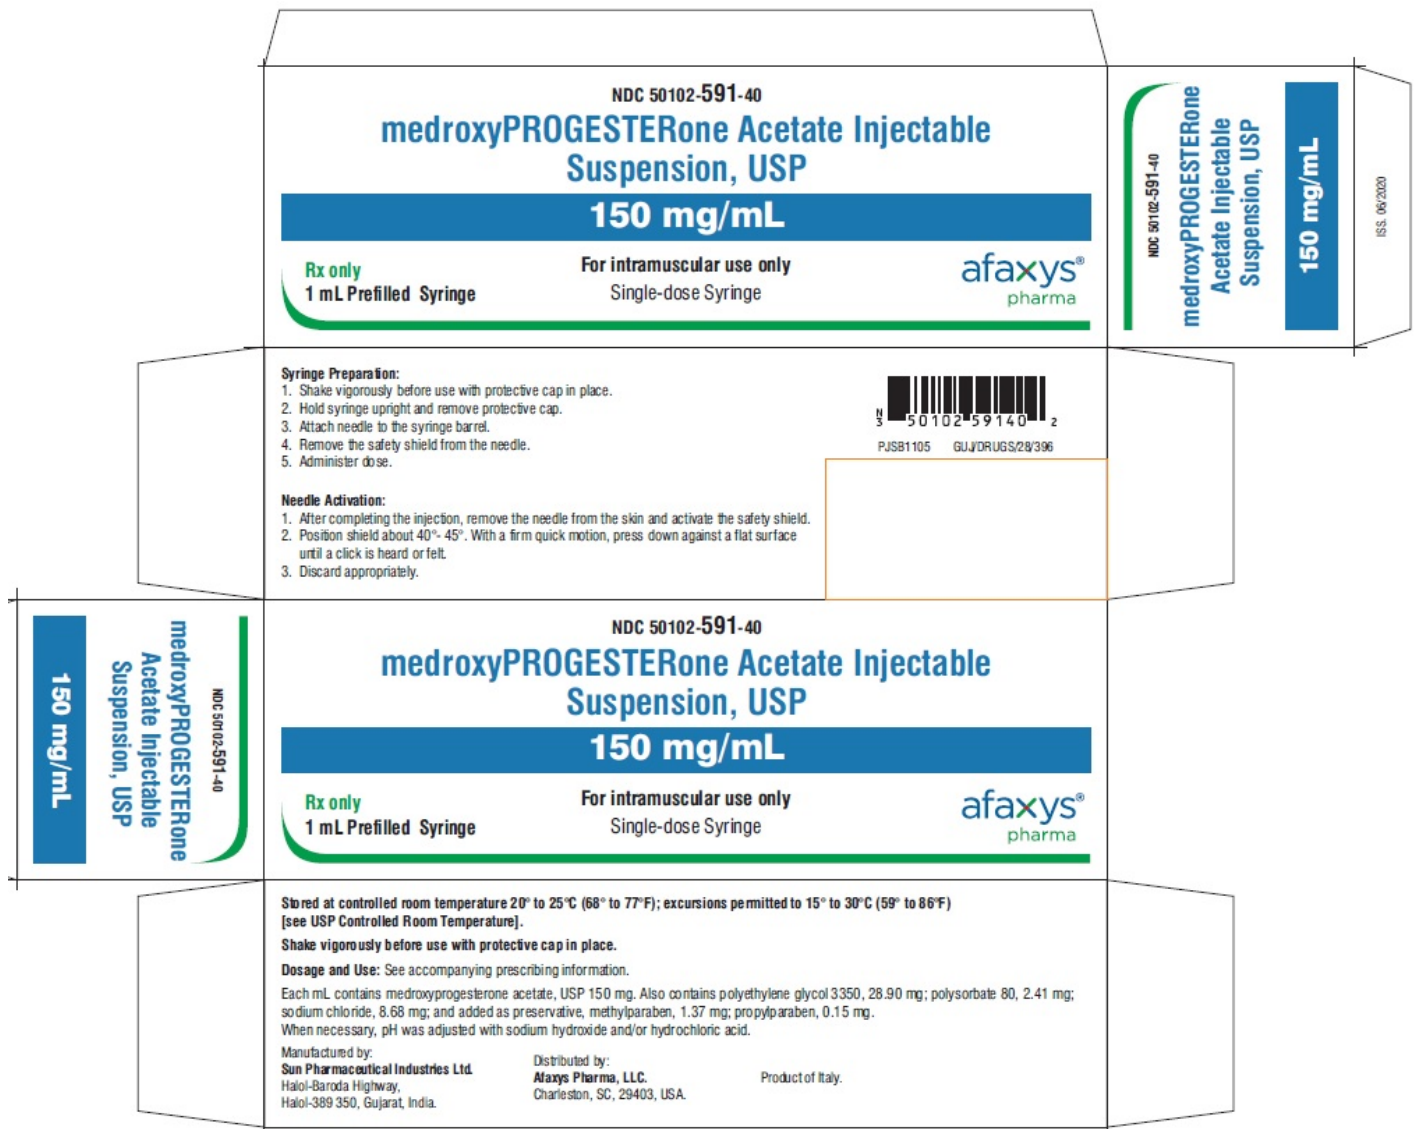 NDC 50102-591-40
medroxyPROGESTERone Acetate Injectable
Suspension, USP
150 mg/mL
Rx only
1 mL Prefilled Syringe
For intramuscular use only
Single-dose Syringe
afaxys®
pharma
NDC 50102-591-40
medroxyPROGESTERone
Acetate Injectable
Suspension, USP
150 mg/mL
ISS. 06/2020
Syringe Preparation:
1. Shake vigorously before use with protective cap in place.
2. Hold syringe upright and remove protective cap.
3. Attach needle to the syringe barrel.
4. Remove the safety shield from the needle.
5. Administer dose.
Needle Activation:
1. After completing the injection, remove the needle from the skin and activate the safety shield.
2. Position shield about 40°- 45°. With a firm quick motion, press down against a flat surface
until a click is heard or felt.
3. Discard appropriately.
N
3 50102 59140 2
PJSB1105 GUJ/DRUGS/28/396
NDC 50102-591-40
medroxyPROGESTERone
Acetate Injectable
Suspension, USP
150 mg/mL
NDC 50102-591-40
medroxyPROGESTERone Acetate Injectable
Suspension, USP
150 mg/mL
Rx only
1 mL Prefilled Syringe
For intramuscular use only
Single-dose Syringe
afaxys®
pharma
Stored at controlled room temperature 20° to 25°C (68° to 77°F); excursions permitted to 15° to 30°C (59° to 86°F)
[see USP Controlled Room Temperature].
Shake vigorously before use with protective cap in place.
Dosage and Use: See accompanying prescribing information.
Each mL contains medroxyprogesterone acetate, USP 150 mg. Also contains polyethylene glycol 3350, 28.90 mg; polysorbate 80, 2.41 mg;
sodium chloride, 8.68 mg; and added as preservative, methylparaben, 1.37 mg; propylparaben, 0.15 mg.
When necessary, pH was adjusted with sodium hydroxide and/or hydrochloric acid.
Manufactured by:
Sun Pharmaceutical Industries Ltd.
Halol-Baroda Highway,
Halol-389 350, Gujarat, India.
Distributed by:
Afaxys Pharma, LLC.
Charleston, SC, 29403, USA.
Product of Italy.